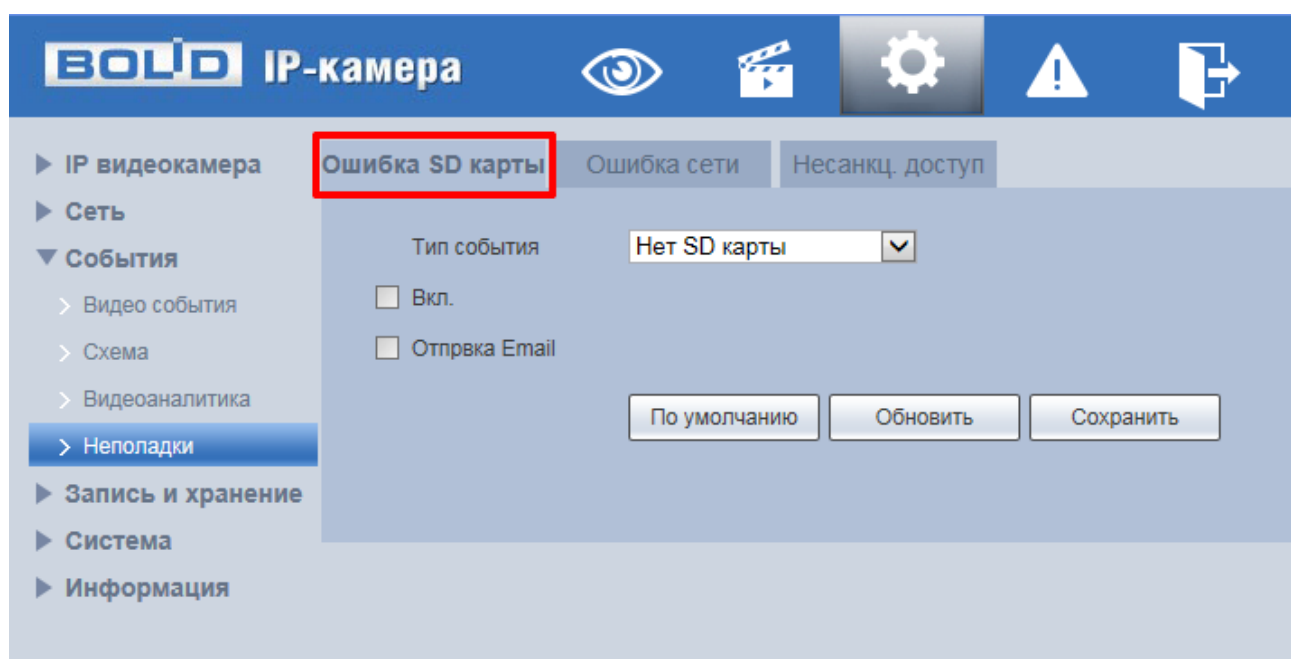 BOLID IP-камера
IP видеокамера
Сеть
События
Видео события
Схема
Видеоаналитика
Неполадки
Запись и хранение
Система
Информация
Ошибка SD карты Ошибка сети Несанкц. доступ
Тип события Нет SD карты
Вкл.
Отпрвка Email
По умолчанию Обновить Сохранить